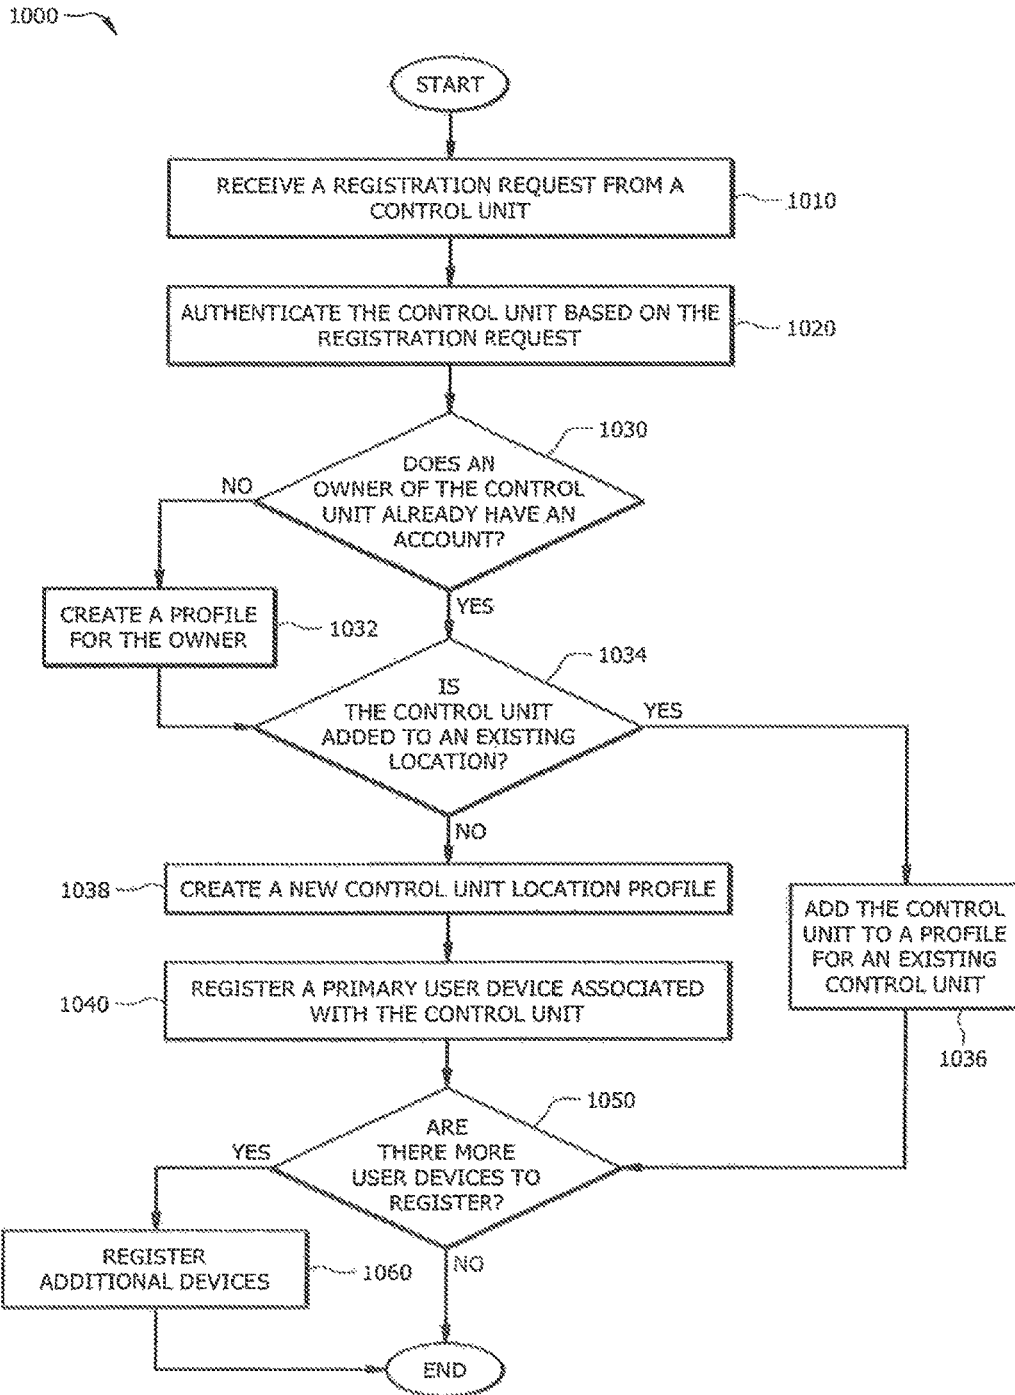 1000
START
RECEIVE A REGISTRATION REQUEST FROM A
CONTROL UNIT
1010
AUTHENTICATE THE CONTROL UNIT BASED ON THE
REGISTRATION REQUEST
1020
1030
DOES AN
OWNER OF THE CONTROL
UNIT ALREADY HAVE AN
ACCOUNT?
NO
YES
CREATE A PROFILE
FOR THE OWNER
1032
1034
IS
THE CONTROL UNIT
ADDED TO AN EXISTING
LOCATION?
YES
NO
1038
CREATE A NEW CONTROL UNIT LOCATION PROFILE
ADD THE CONTROL
UNIT TO A PROFILE
FOR AN EXISTING
CONTROL UNIT
1036
1040
REGISTER A PRIMARY USER DEVICE ASSOCIATED
WITH THE CONTROL UNIT
1050
ARE
THERE MORE
USER DEVICES TO
REGISTER?
YES
NO
REGISTER
ADDITIONAL DEVICES
1060
END